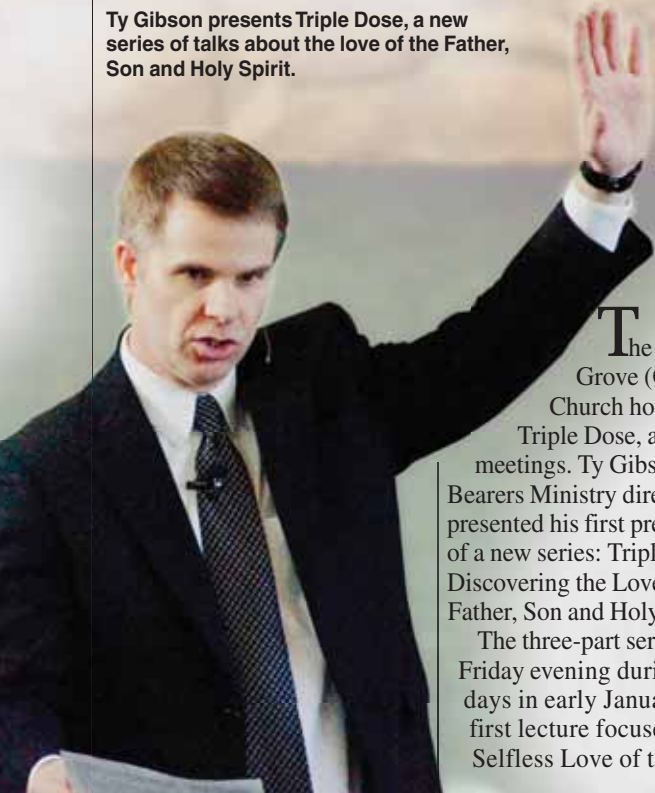 Ty Gibson presents Triple Dose, a new
series of talks about the love of the Father,
Son and Holy Spirit.
The
Grove (
Church ho
Triple Dose, a
meetings. Ty Gibs
Bearers Ministry dire
presented his first pre
of a new series: Tripl
Discovering the Love
Father, Son and Holy
The three-part ser
Friday evening duri
days in early Janua
first lecture focuse
Selfless Love of t